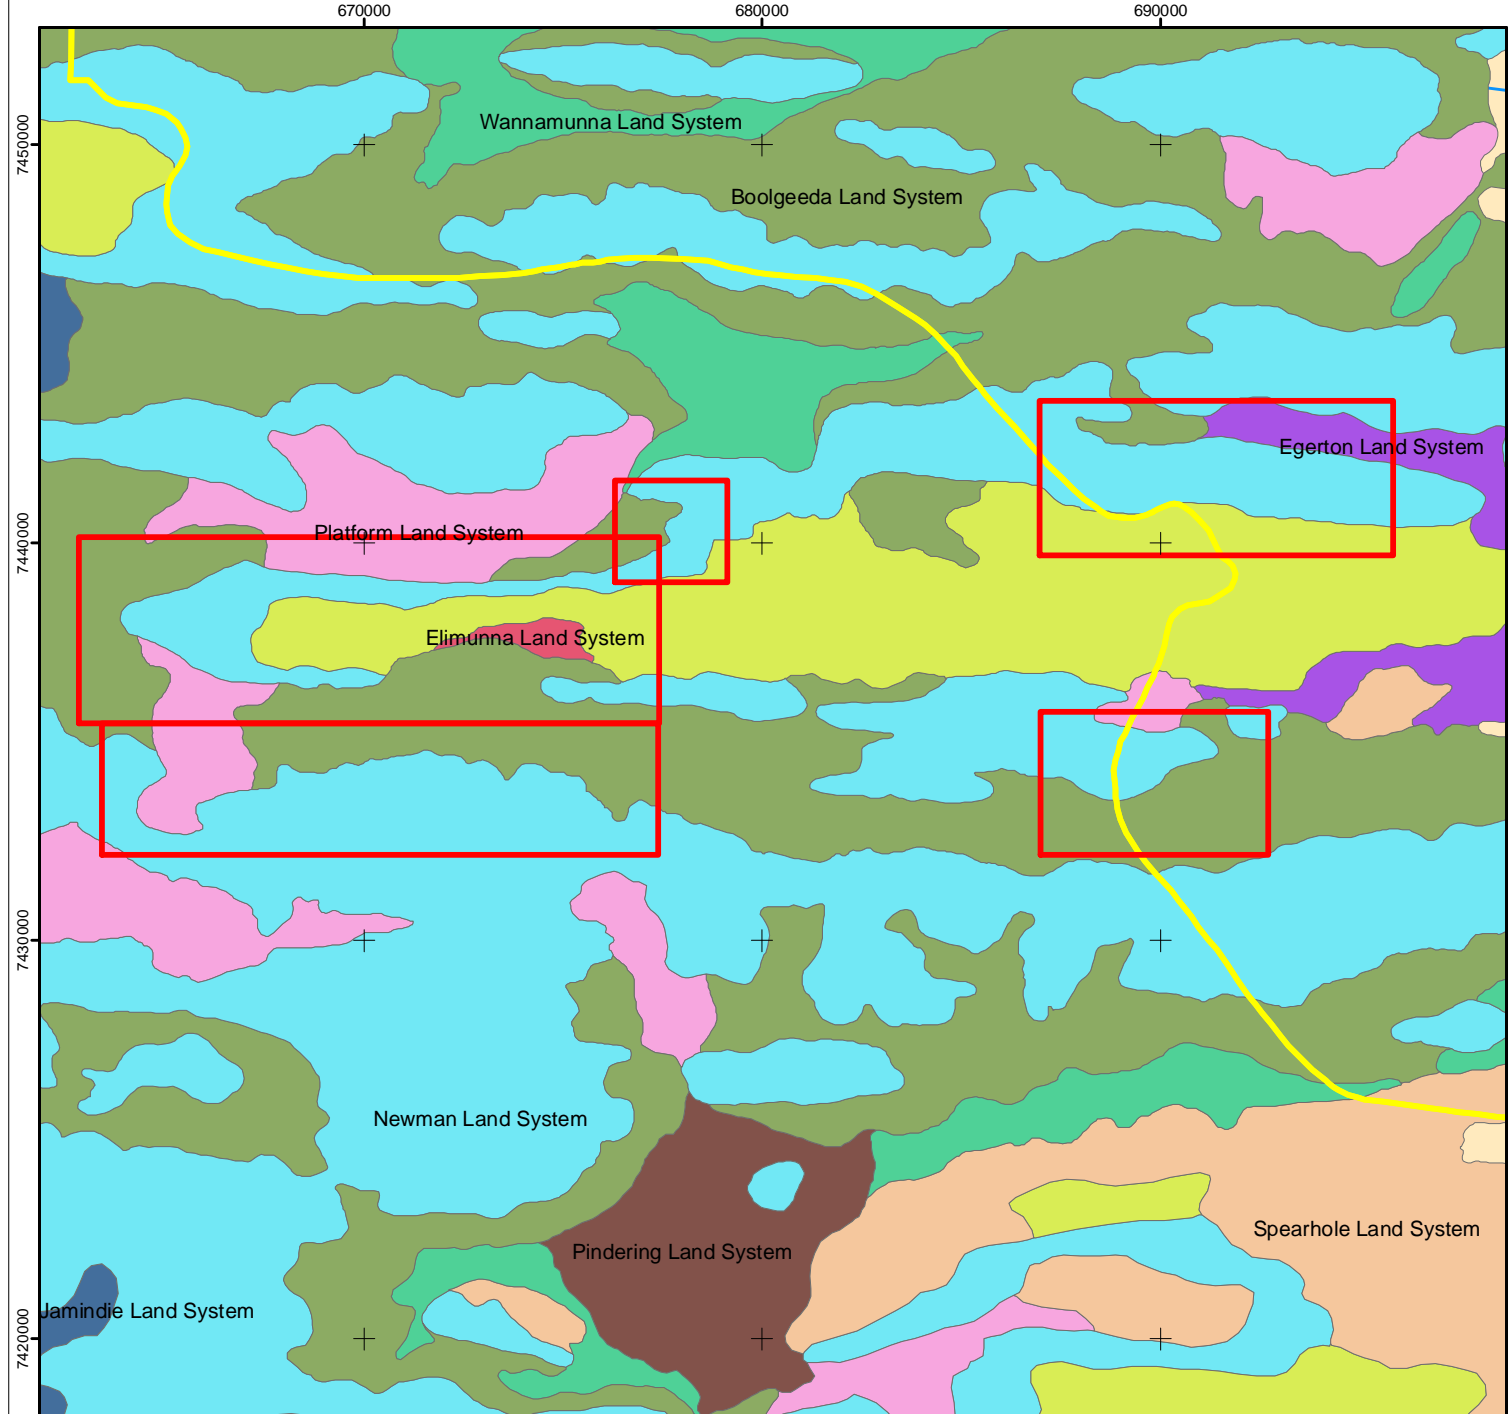 670000
680000
690000
7450000
7440000
7430000
7420000
Wannamunna Land System
Boolgeeda Land System
Egerton Land System
Platform Land System
Elimunna Land System
Newman Land System
Spearhole Land System
Pindering Land System
Jamindie Land System